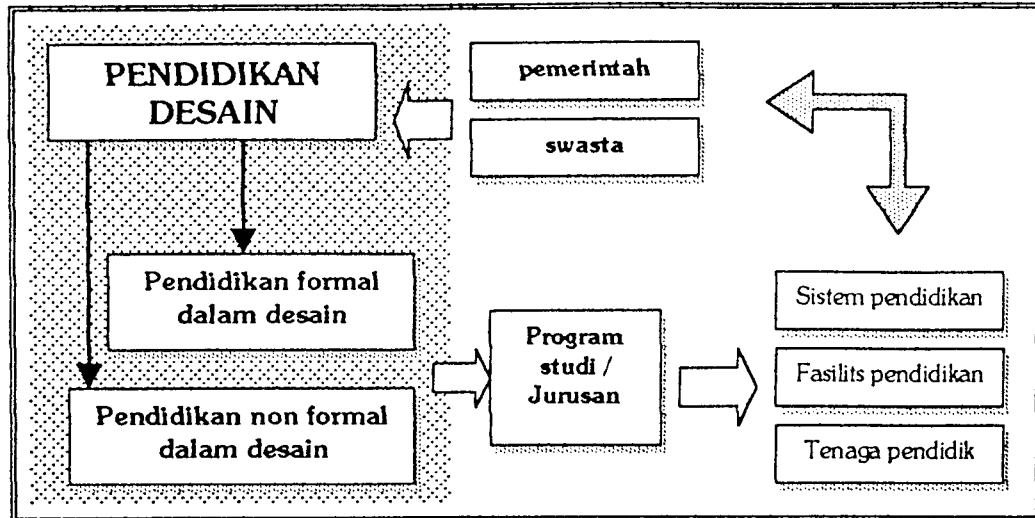 PENDIDIKAN
DESAIN
pemerintah
swasta
Pendidikan formal
dalam desain
Pendidikan non formal
dalam desain
Program
studi /
Jurusan
Sistem pendidikan
Fasilits pendidikan
Tenaga pendidik